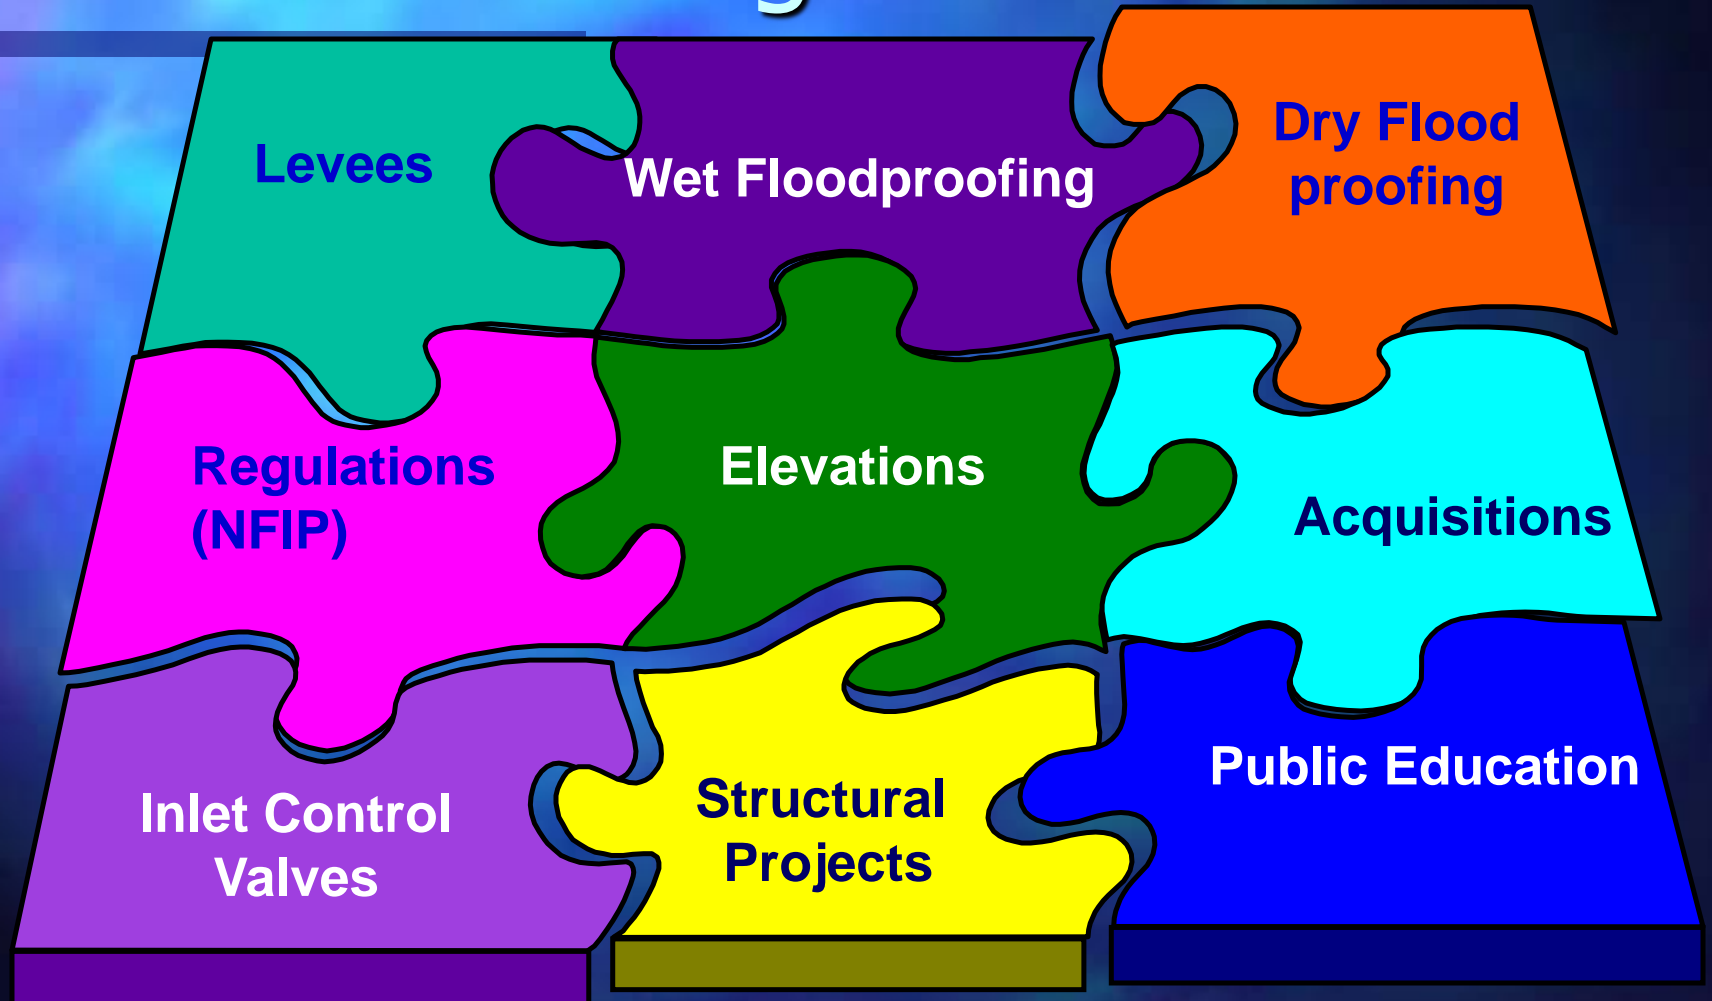 Levees
Wet Floodproofing
Dry Flood
proofing
Regulations
(NFIP)
Elevations
Acquisitions
Inlet Control
Valves
Structural
Projects
Public Education